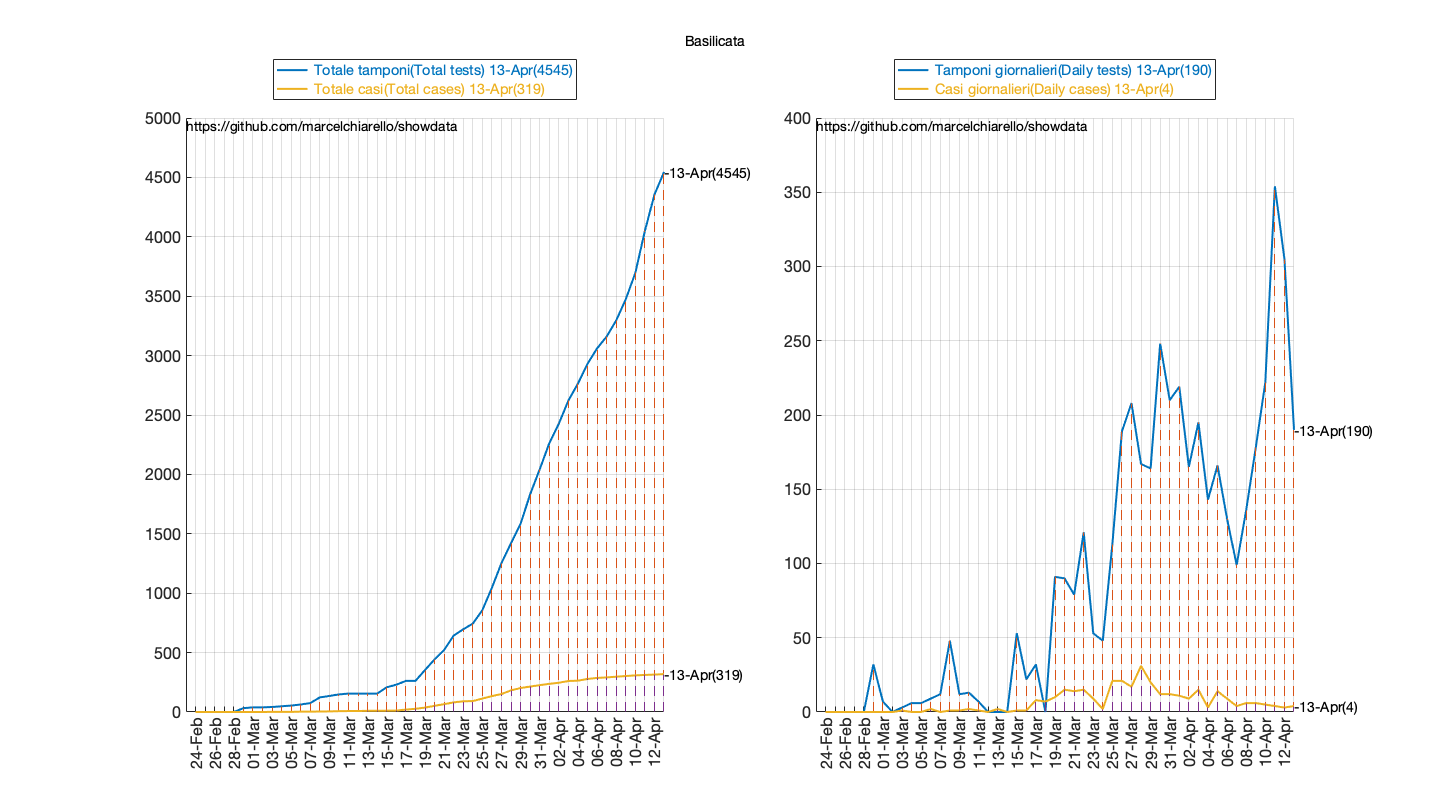 Basilicata
Totale tamponi(Total tests) 13-Apr(4545)
Totale casi(Total cases) 13-Apr(319)
5000
4500
4000
3500
3000
2500
2000
1500
1000
500
0
https://github.com/marcelchiarello/showdata
-13-Apr(4545)
-13-Apr(319)
24-Feb
26-Feb
28-Feb
01-Mar
03-Mar
05-Mar
07-Mar
09-Mar
11-Mar
13-Mar
15-Mar
17-Mar
19-Mar
21-Mar
23-Mar
25-Mar
27-Mar
29-Mar
31-Mar
02-Apr
04-Apr
06-Apr
08-Apr
10-Apr
12-Apr
Tamponi giornalieri(Daily tests) 13-Apr(190)
Casi giornalieri(Daily cases) 13-Apr(4)
400
350
300
250
200
150
100
50
0
https://github.com/marcelchiarello/showdata
-13-Apr(190)
-13-Apr(4)
24-Feb
26-Feb
28-Feb
01-Mar
03-Mar
05-Mar
07-Mar
09-Mar
11-Mar
13-Mar
15-Mar
17-Mar
19-Mar
21-Mar
23-Mar
25-Mar
27-Mar
29-Mar
31-Mar
02-Apr
04-Apr
06-Apr
08-Apr
10-Apr
12-Apr